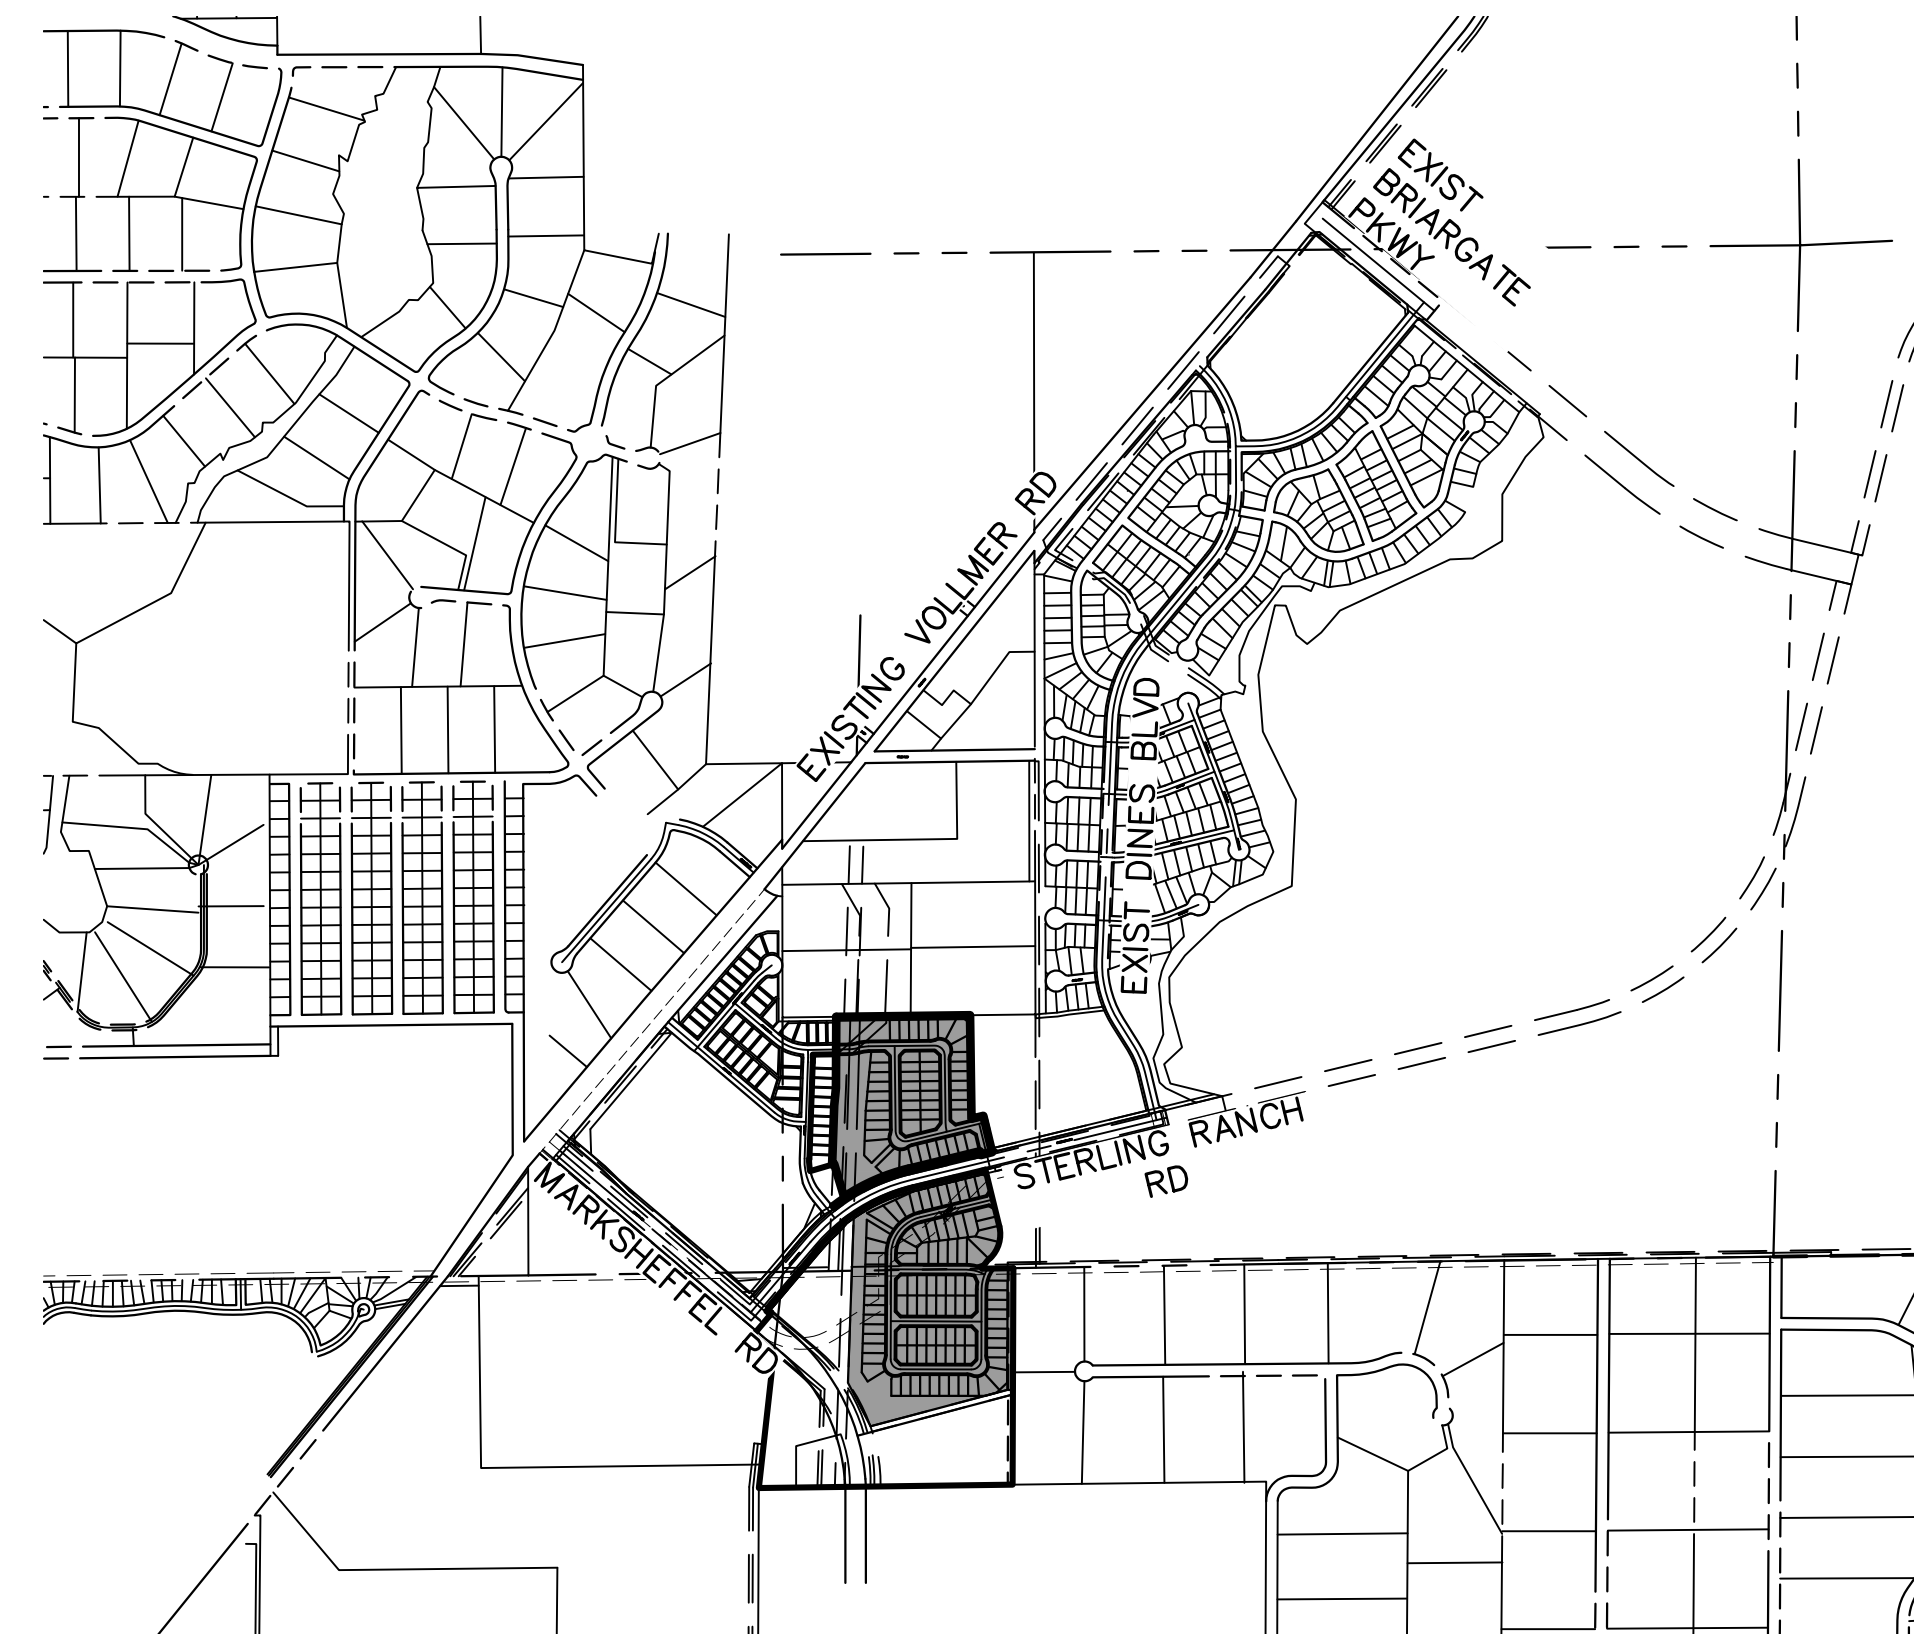 EXIST
BRIARGATE
PKWY
EXISTING VOLLMER RD
EXIST DINES BLVD
STERLING RANCH
RD
MARKSHEFFEL RD